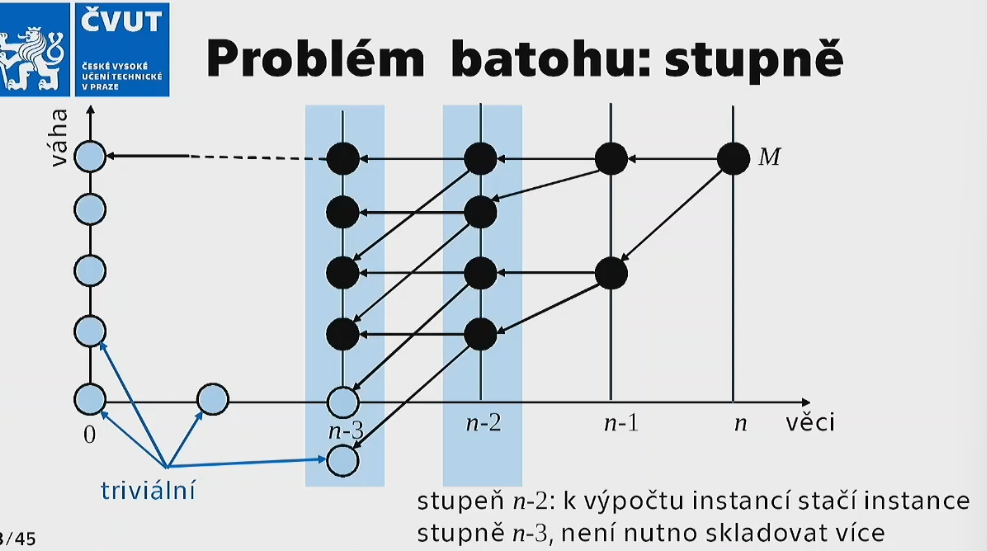 ČVUT
ČESKÉ VYSOKÉ
UČENÍ TECHNICKÉ
V PRAZE
Problém batohu: stupně
váha
M
0
n-3
n-2
n-1
n
věci
triviální
stupeň n-2: k výpočtu instancí stačí instance
stupně n-3, není nutno skladovat více
/45